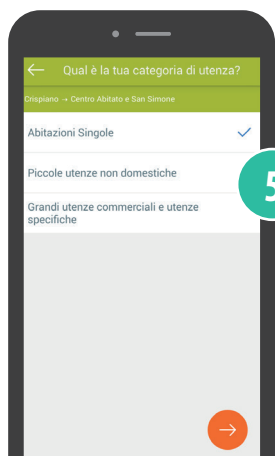 Qual è la tua categoria di utenza?
Crispiano → Centro Abitato e San Simone
Abitazioni Singole
Piccole utenze non domestiche
5
Grandi utenze commerciali e utenze
specifiche